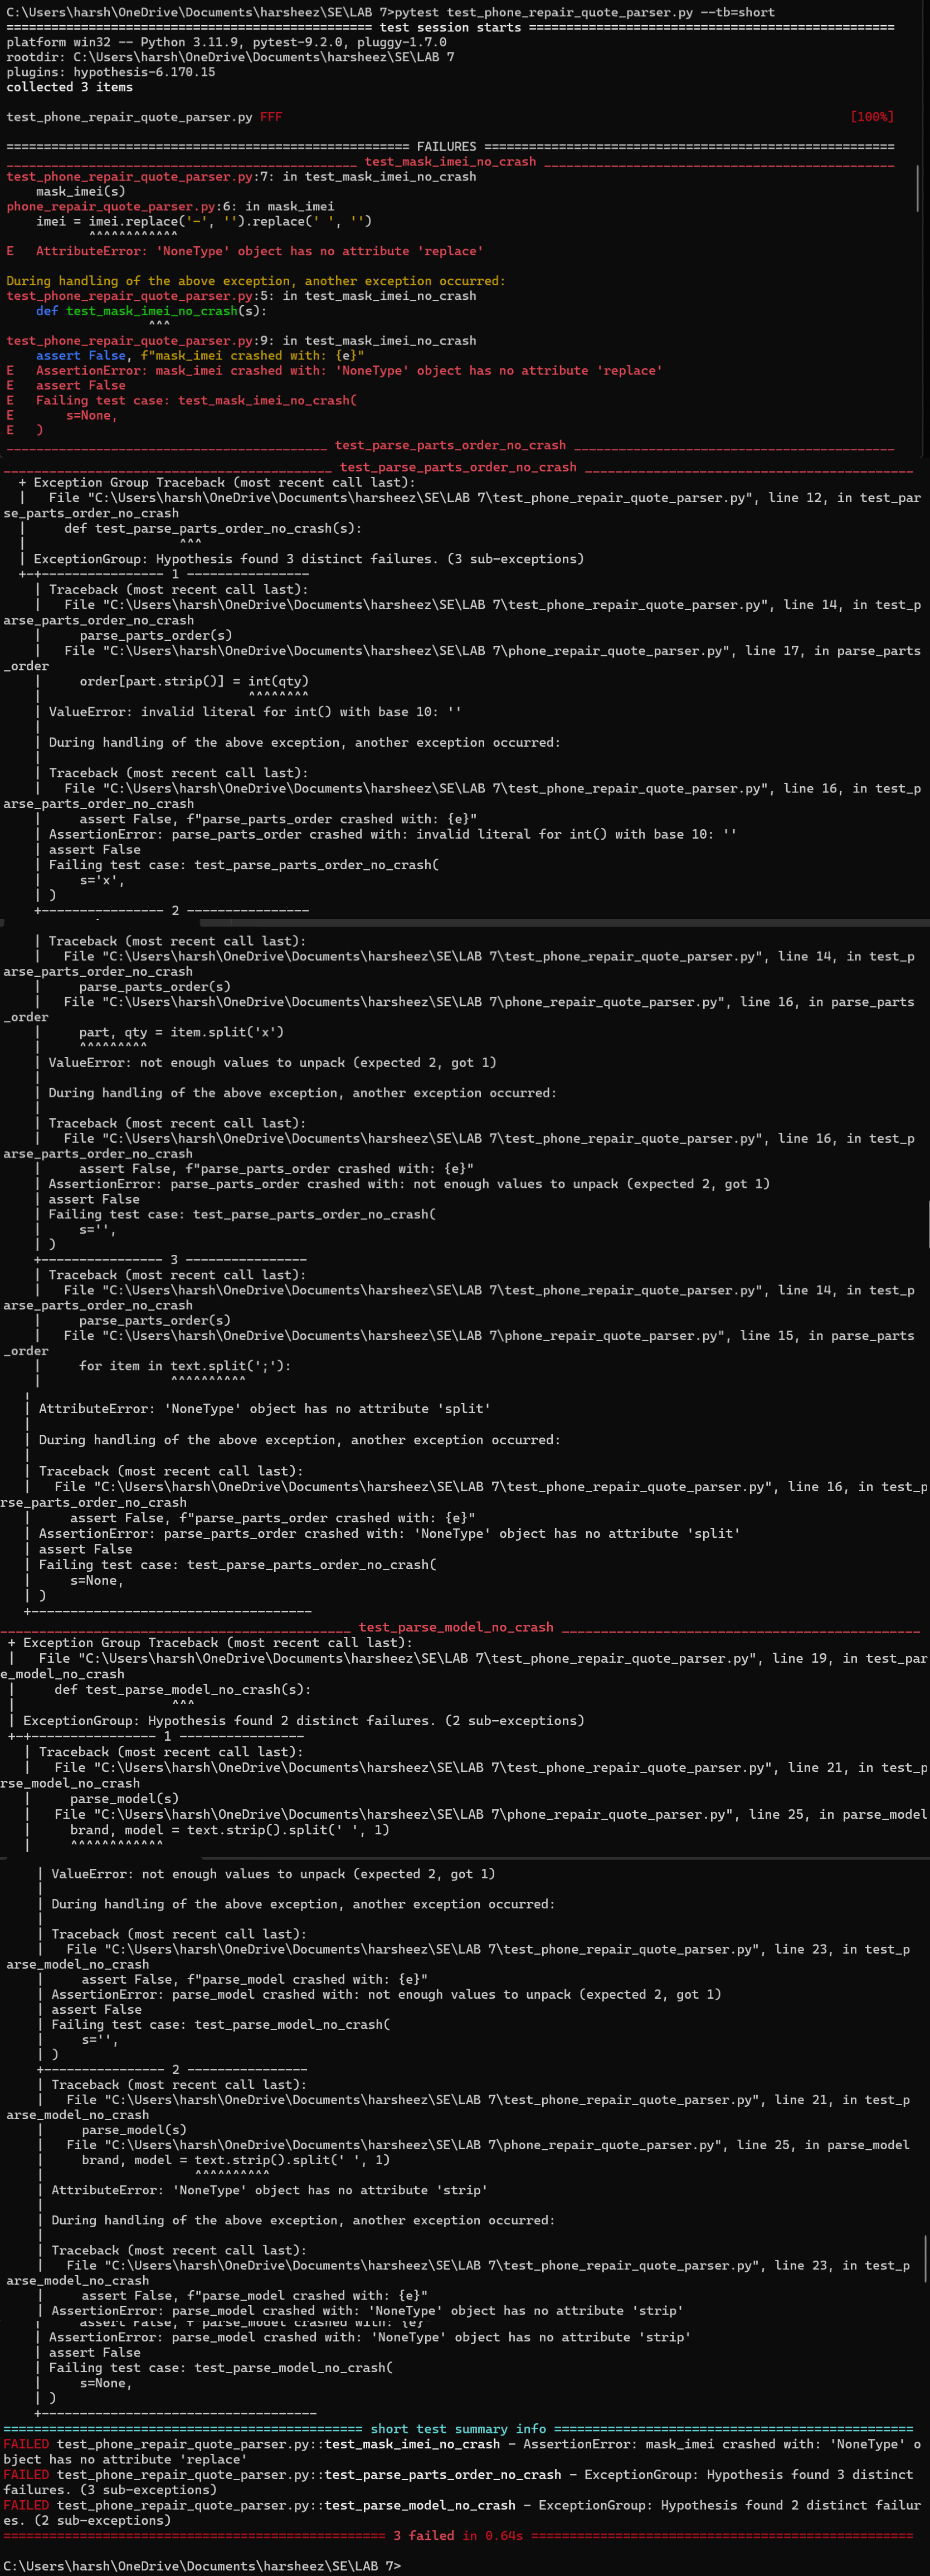 C:\Users\harsh\OneDrive\Documents\harsheez\SE\LAB 7>pytest test_phone_repair_quote_parser.py --tb=short
================================================= test session starts =================================================
platform win32 -- Python 3.11.9, pytest-9.2.0, pluggy-1.7.0
rootdir: C:\Users\harsh\OneDrive\Documents\harsheez\SE\LAB 7
plugins: hypothesis-6.170.15
collected 3 items

test_phone_repair_quote_parser.py FFF                                                                            [100%]

====================================================== FAILURES =======================================================
_______________________________________________ test_mask_imei_no_crash _______________________________________________
test_phone_repair_quote_parser.py:7: in test_mask_imei_no_crash
    mask_imei(s)
phone_repair_quote_parser.py:6: in mask_imei
    imei = imei.replace('-', '').replace(' ', '')
           ^^^^^^^^^^^^
E   AttributeError: 'NoneType' object has no attribute 'replace'

During handling of the above exception, another exception occurred:
test_phone_repair_quote_parser.py:5: in test_mask_imei_no_crash
    def test_mask_imei_no_crash(s):
                   ^^^
test_phone_repair_quote_parser.py:9: in test_mask_imei_no_crash
    assert False, f"mask_imei crashed with: {e}"
E   AssertionError: mask_imei crashed with: 'NoneType' object has no attribute 'replace'
E   assert False
E   Failing test case: test_mask_imei_no_crash(
E       s=None,
E   )
___________________________________________ test_parse_parts_order_no_crash ___________________________________________
___________________________________________ test_parse_parts_order_no_crash ___________________________________________
  + Exception Group Traceback (most recent call last):
  |   File "C:\Users\harsh\OneDrive\Documents\harsheez\SE\LAB 7\test_phone_repair_quote_parser.py", line 12, in test_par
se_parts_order_no_crash
  |     def test_parse_parts_order_no_crash(s):
  |                    ^^^
  | ExceptionGroup: Hypothesis found 3 distinct failures. (3 sub-exceptions)
  +-+---------------- 1 ----------------
    | Traceback (most recent call last):
    |   File "C:\Users\harsh\OneDrive\Documents\harsheez\SE\LAB 7\test_phone_repair_quote_parser.py", line 14, in test_p
arse_parts_order_no_crash
    |     parse_parts_order(s)
    |   File "C:\Users\harsh\OneDrive\Documents\harsheez\SE\LAB 7\phone_repair_quote_parser.py", line 17, in parse_parts
_order
    |     order[part.strip()] = int(qty)
    |                           ^^^^^^^^
    | ValueError: invalid literal for int() with base 10: ''
    |
    | During handling of the above exception, another exception occurred:
    |
    | Traceback (most recent call last):
    |   File "C:\Users\harsh\OneDrive\Documents\harsheez\SE\LAB 7\test_phone_repair_quote_parser.py", line 16, in test_p
arse_parts_order_no_crash
    |     assert False, f"parse_parts_order crashed with: {e}"
    | AssertionError: parse_parts_order crashed with: invalid literal for int() with base 10: ''
    | assert False
    | Failing test case: test_parse_parts_order_no_crash(
    |     s='x',
    | )
    +---------------- 2 ----------------
    | Traceback (most recent call last):
    |   File "C:\Users\harsh\OneDrive\Documents\harsheez\SE\LAB 7\test_phone_repair_quote_parser.py", line 14, in test_p
arse_parts_order_no_crash
    |     parse_parts_order(s)
    |   File "C:\Users\harsh\OneDrive\Documents\harsheez\SE\LAB 7\phone_repair_quote_parser.py", line 16, in parse_parts
_order
    |     part, qty = item.split('x')
    |     ^^^^^^^^^
    | ValueError: not enough values to unpack (expected 2, got 1)
    |
    | During handling of the above exception, another exception occurred:
    |
    | Traceback (most recent call last):
    |   File "C:\Users\harsh\OneDrive\Documents\harsheez\SE\LAB 7\test_phone_repair_quote_parser.py", line 16, in test_p
arse_parts_order_no_crash
    |     assert False, f"parse_parts_order crashed with: {e}"
    | AssertionError: parse_parts_order crashed with: not enough values to unpack (expected 2, got 1)
    | assert False
    | Failing test case: test_parse_parts_order_no_crash(
    |     s='',
    | )
    +---------------- 3 ----------------
    | Traceback (most recent call last):
    |   File "C:\Users\harsh\OneDrive\Documents\harsheez\SE\LAB 7\test_phone_repair_quote_parser.py", line 14, in test_p
arse_parts_order_no_crash
    |     parse_parts_order(s)
    |   File "C:\Users\harsh\OneDrive\Documents\harsheez\SE\LAB 7\phone_repair_quote_parser.py", line 15, in parse_parts
_order
    |     for item in text.split(';'):
    |                 ^^^^^^^^^^
    | AttributeError: 'NoneType' object has no attribute 'split'
    |
    | During handling of the above exception, another exception occurred:
    |
    | Traceback (most recent call last):
    |   File "C:\Users\harsh\OneDrive\Documents\harsheez\SE\LAB 7\test_phone_repair_quote_parser.py", line 16, in test_p
rse_parts_order_no_crash
    |     assert False, f"parse_parts_order crashed with: {e}"
    | AssertionError: parse_parts_order crashed with: 'NoneType' object has no attribute 'split'
    | assert False
    | Failing test case: test_parse_parts_order_no_crash(
    |     s=None,
    | )
    +------------------------------------
______________________________________________ test_parse_model_no_crash ______________________________________________
 + Exception Group Traceback (most recent call last):
 |   File "C:\Users\harsh\OneDrive\Documents\harsheez\SE\LAB 7\test_phone_repair_quote_parser.py", line 19, in test_par
e_model_no_crash
 |     def test_parse_model_no_crash(s):
 |                    ^^^
 | ExceptionGroup: Hypothesis found 2 distinct failures. (2 sub-exceptions)
 +-+---------------- 1 ----------------
   | Traceback (most recent call last):
   |   File "C:\Users\harsh\OneDrive\Documents\harsheez\SE\LAB 7\test_phone_repair_quote_parser.py", line 21, in test_p
rse_model_no_crash
   |     parse_model(s)
   |   File "C:\Users\harsh\OneDrive\Documents\harsheez\SE\LAB 7\phone_repair_quote_parser.py", line 25, in parse_model
   |     brand, model = text.strip().split(' ', 1)
   |     ^^^^^^^^^^^^
    | ValueError: not enough values to unpack (expected 2, got 1)
    |
    | During handling of the above exception, another exception occurred:
    |
    | Traceback (most recent call last):
    |   File "C:\Users\harsh\OneDrive\Documents\harsheez\SE\LAB 7\test_phone_repair_quote_parser.py", line 23, in test_p
arse_model_no_crash
    |     assert False, f"parse_model crashed with: {e}"
    | AssertionError: parse_model crashed with: not enough values to unpack (expected 2, got 1)
    | assert False
    | Failing test case: test_parse_model_no_crash(
    |     s='',
    | )
    +---------------- 2 ----------------
    | Traceback (most recent call last):
    |   File "C:\Users\harsh\OneDrive\Documents\harsheez\SE\LAB 7\test_phone_repair_quote_parser.py", line 21, in test_p
arse_model_no_crash
    |     parse_model(s)
    |   File "C:\Users\harsh\OneDrive\Documents\harsheez\SE\LAB 7\phone_repair_quote_parser.py", line 25, in parse_model
    |     brand, model = text.strip().split(' ', 1)
    |                    ^^^^^^^^^^
    | AttributeError: 'NoneType' object has no attribute 'strip'
    |
    | During handling of the above exception, another exception occurred:
    |
    | Traceback (most recent call last):
    |   File "C:\Users\harsh\OneDrive\Documents\harsheez\SE\LAB 7\test_phone_repair_quote_parser.py", line 23, in test_p
arse_model_no_crash
    |     assert False, f"parse_model crashed with: {e}"
    | AssertionError: parse_model crashed with: 'NoneType' object has no attribute 'strip'
    |     assert False, f"parse_model crashed with: {e}"
    | AssertionError: parse_model crashed with: 'NoneType' object has no attribute 'strip'
    | assert False
    | Failing test case: test_parse_model_no_crash(
    |     s=None,
    | )
    +------------------------------------
=============================================== short test summary info ===============================================
FAILED test_phone_repair_quote_parser.py::test_mask_imei_no_crash - AssertionError: mask_imei crashed with: 'NoneType' o
bject has no attribute 'replace'
FAILED test_phone_repair_quote_parser.py::test_parse_parts_order_no_crash - ExceptionGroup: Hypothesis found 3 distinct
failures. (3 sub-exceptions)
FAILED test_phone_repair_quote_parser.py::test_parse_model_no_crash - ExceptionGroup: Hypothesis found 2 distinct failur
es. (2 sub-exceptions)
================================================== 3 failed in 0.64s ==================================================

C:\Users\harsh\OneDrive\Documents\harsheez\SE\LAB 7>